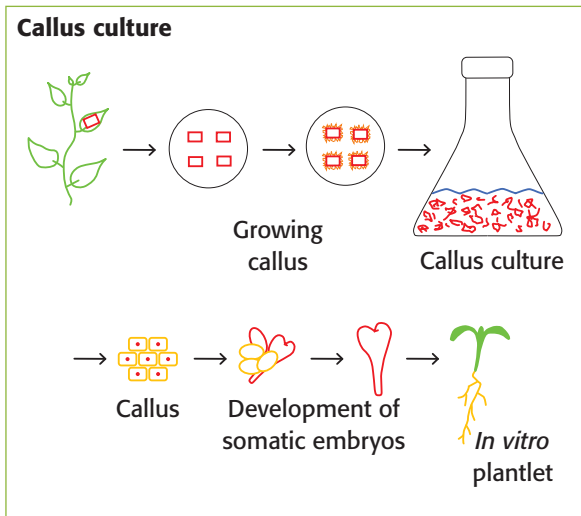 Callus culture
Growing
callus
Callus culture
Callus
Development of
somatic embryos
In vitro
plantlet